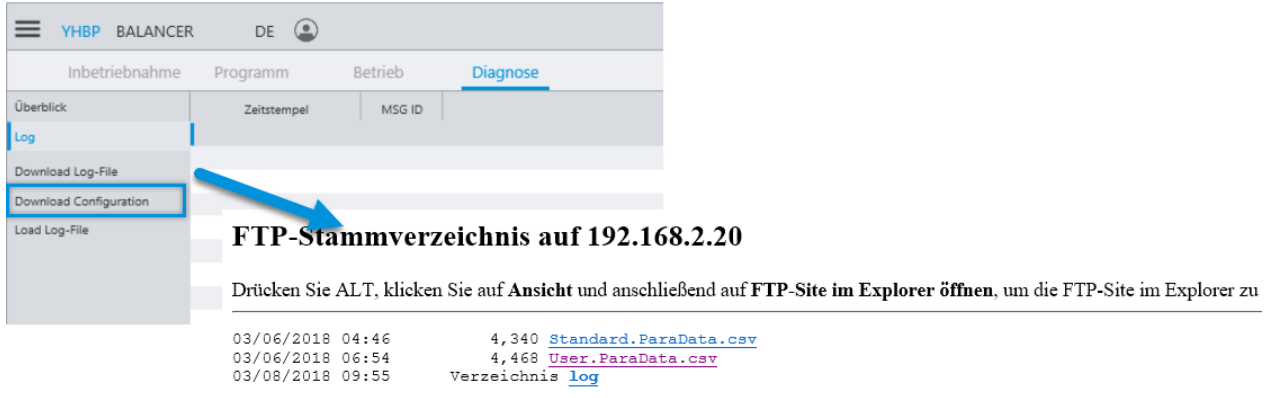 YHBP BALANCER DE
Inbetriebnahme Programm Betrieb Diagnose
Überblick Zeitstempel MSG ID
Log
Download Log-File
Download Configuration
Load Log-File
FTP-Stammverzeichnis auf 192.168.2.20
Drücken Sie ALT, klicken Sie auf Ansicht und anschließend auf FTP-Site im Explorer öffnen, um die FTP-Site im Explorer zu
03/06/2018 04:46 4,340 Standard.ParaData.csv
03/06/2018 06:54 4,468 User.ParaData.csv
03/08/2018 09:55 Verzeichnis log